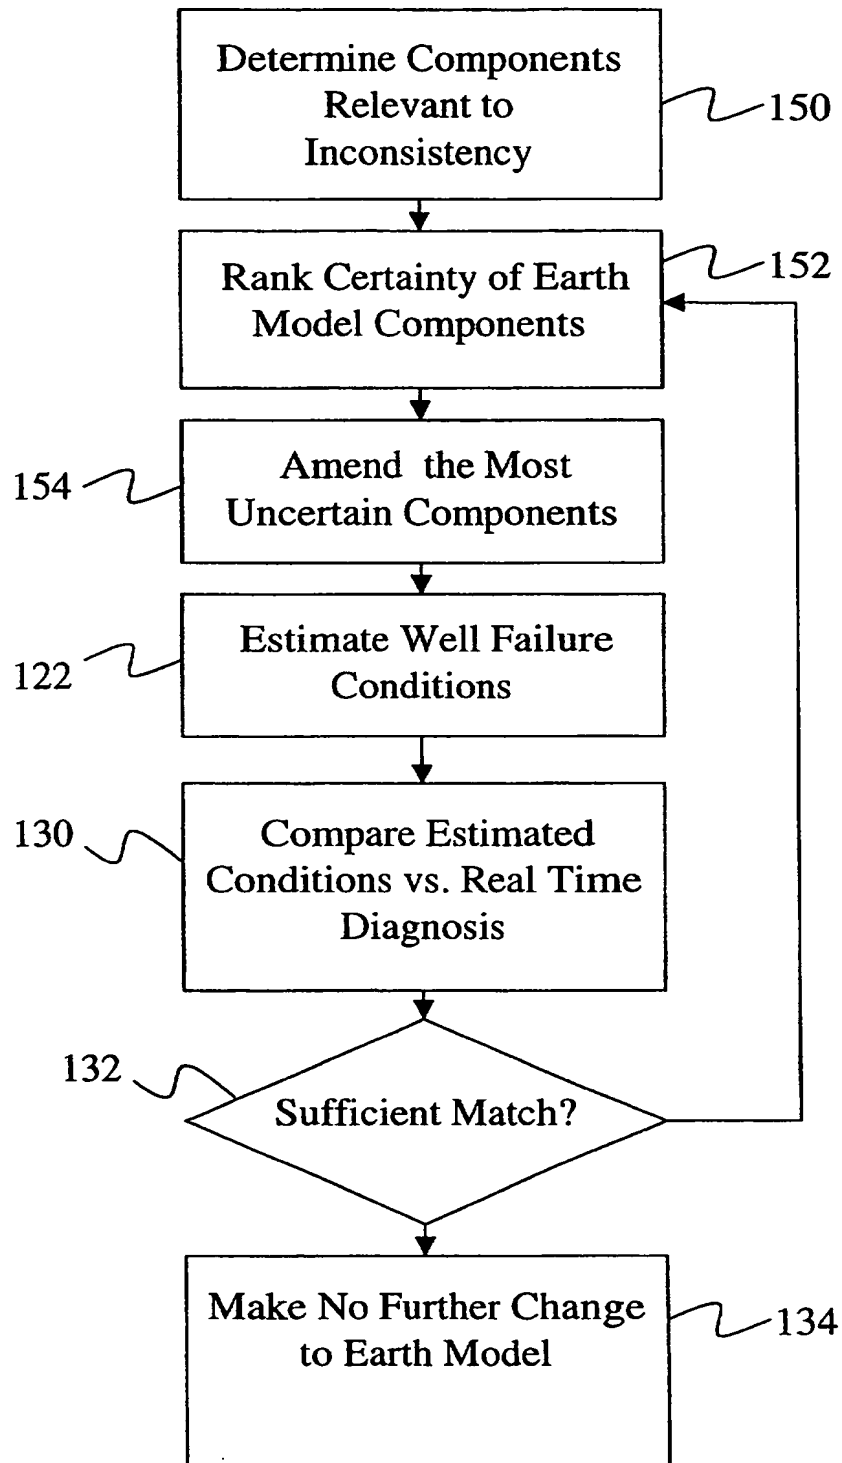 Determine Components
Relevant to
Inconsistency
150
Rank Certainty of Earth
Model Components
152
Amend the Most
Uncertain Components
154
Estimate Well Failure
Conditions
122
Compare Estimated
Conditions vs. Real Time
Diagnosis
130
Sufficient Match?
132
Make No Further Change
to Earth Model
134